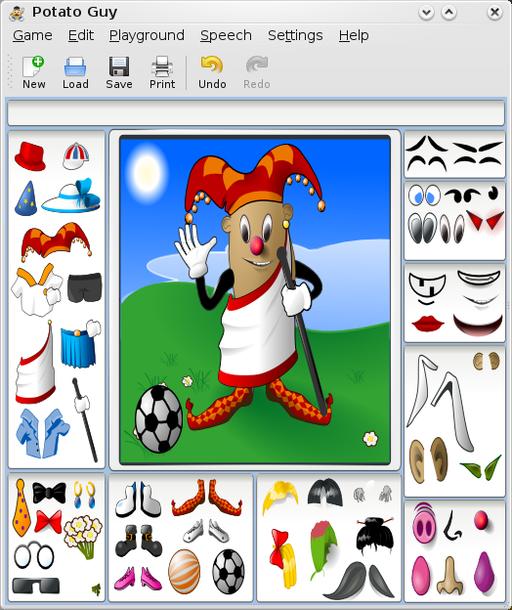 Potato Guy
Game Edit Playground Speech Settings Help
New Load Save Print Undo Redo